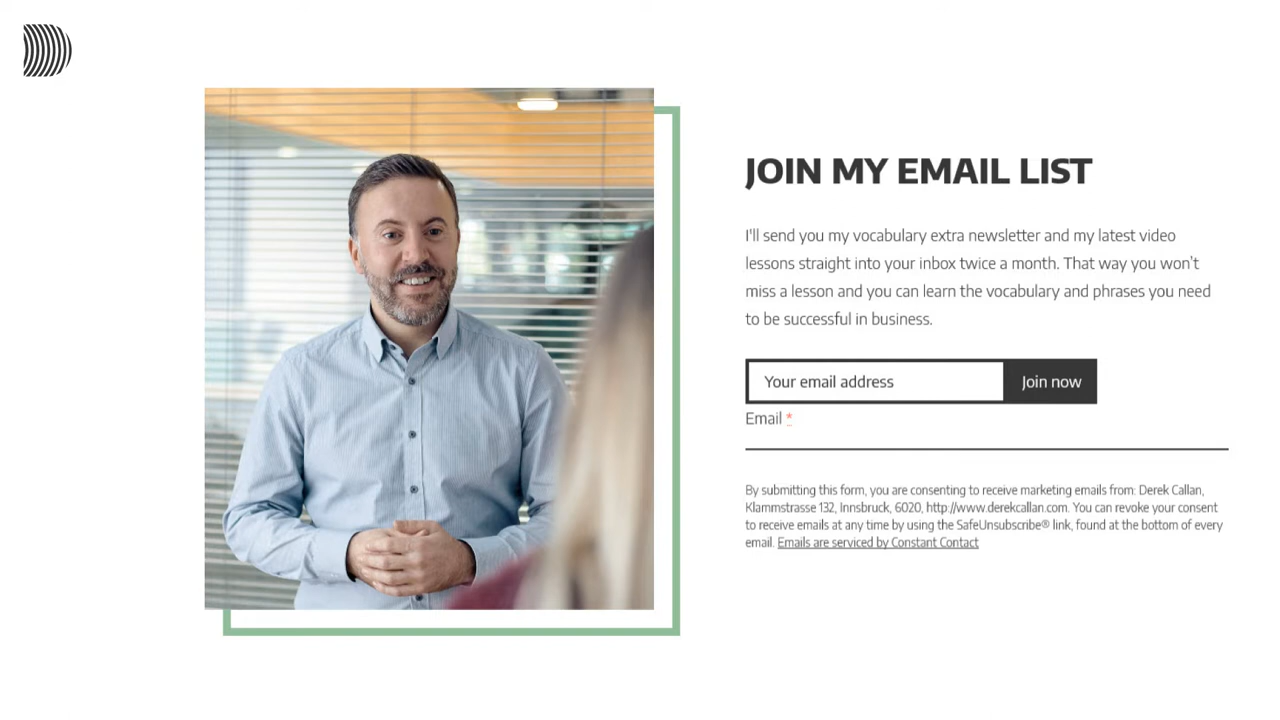 JOIN MY EMAIL LIST
I'll send you my vocabulary extra newsletter and my latest video
lessons straight into your inbox twice a month. That way you won't
miss a lesson and you can learn the vocabulary and phrases you need
to be successful in business.
Your email address
Join now
Email *
By submitting this form, you are consenting to receive marketing emails from: Derek Callan,
Klammstrasse 132, Innsbruck, 6020, http://www.derekcallan.com. You can revoke your consent
to receive emails at any time by using the SafeUnsubscribe® link, found at the bottom of every
email. Emails are serviced by Constant Contact